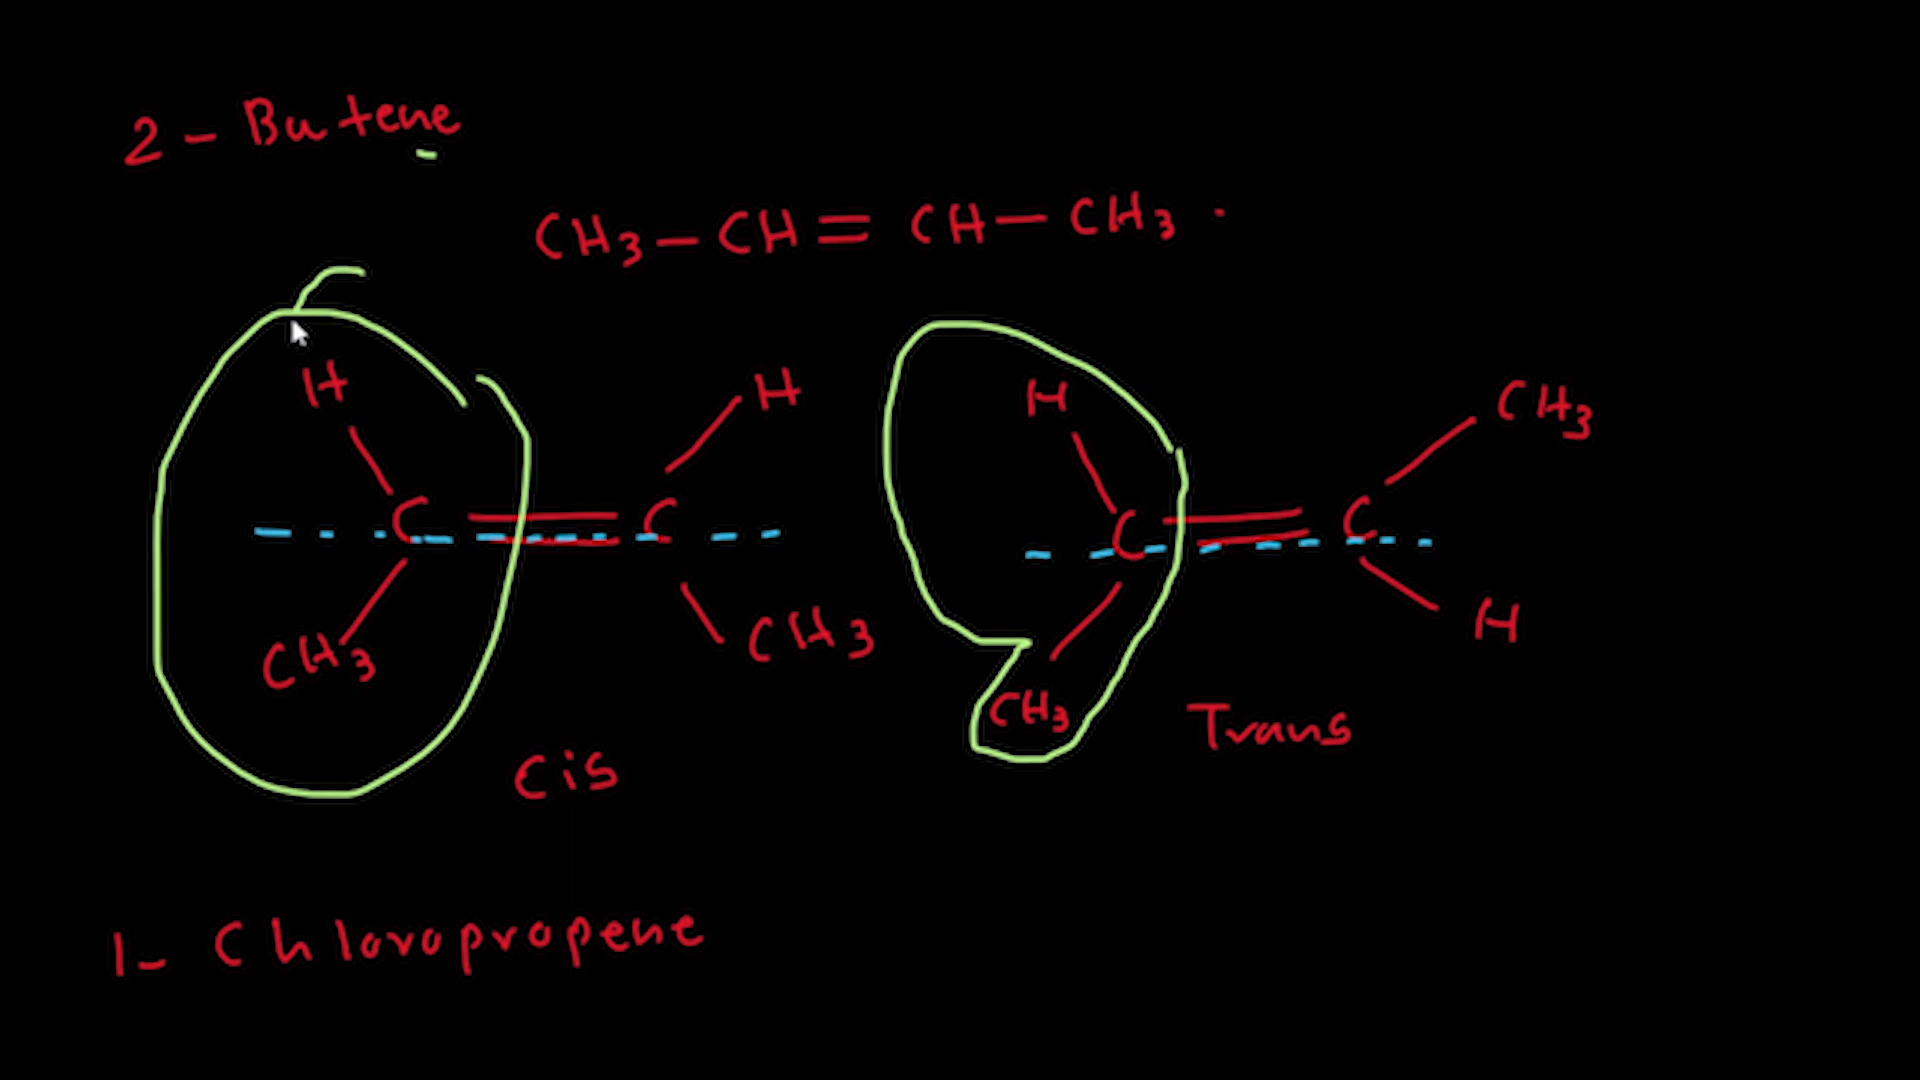 2 - Butene
CH3 - CH = CH - CH3 .
H H
C = C
CH3 CH3
Cis
H CH3
C = C
CH3 H
Trans
1- Chloropropene